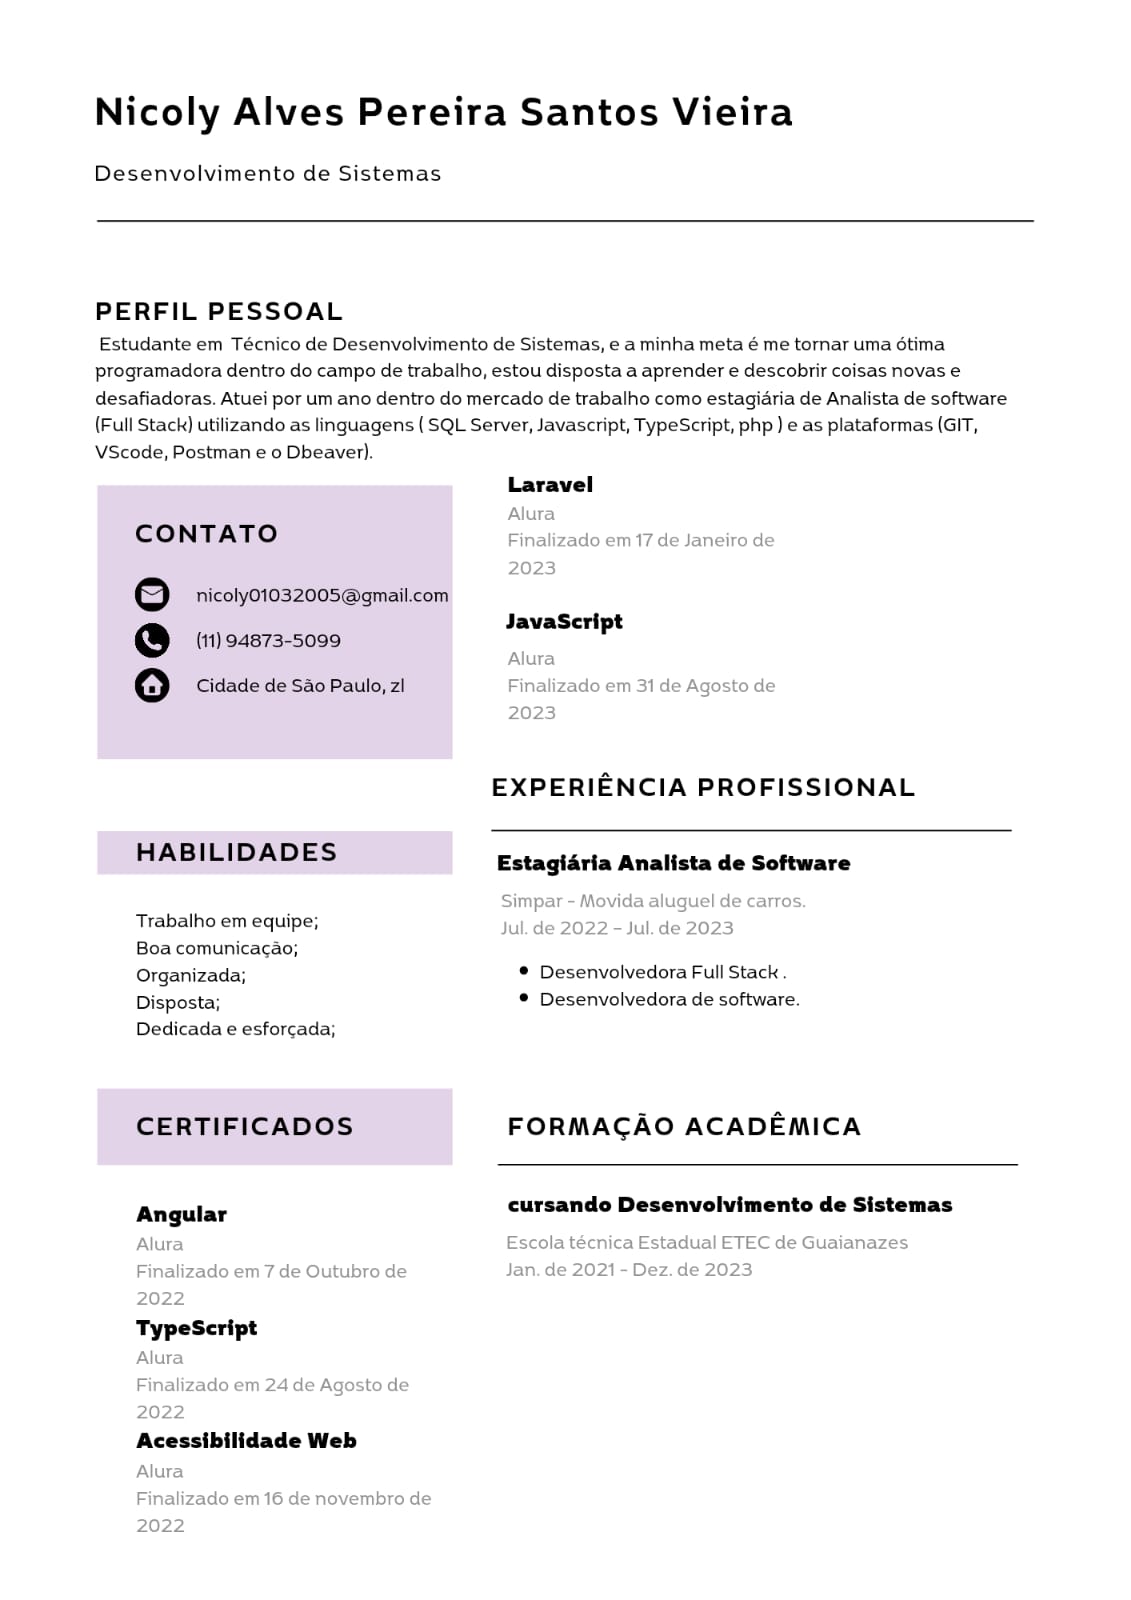 Nicoly Alves Pereira Santos Vieira
Desenvolvimento de Sistemas
PERFIL PESSOAL
Estudante em  Técnico de Desenvolvimento de Sistemas, e a minha meta é me tornar uma ótima
programadora dentro do campo de trabalho, estou disposta a aprender e descobrir coisas novas e
desafiadoras. Atuei por um ano dentro do mercado de trabalho como estagiária de Analista de software
(Full Stack) utilizando as linguagens ( SQL Server, Javascript, TypeScript, php ) e as plataformas (GIT,
VScode, Postman e o Dbeaver).
CONTATO
nicoly01032005@gmail.com
(11) 94873-5099
Cidade de São Paulo, zl
HABILIDADES
Trabalho em equipe;
Boa comunicação;
Organizada;
Disposta;
Dedicada e esforçada;
CERTIFICADOS
Angular
Alura
Finalizado em 7 de Outubro de
2022
TypeScript
Alura
Finalizado em 24 de Agosto de
2022
Acessibilidade Web
Alura
Finalizado em 16 de novembro de
2022
Laravel
Alura
Finalizado em 17 de Janeiro de
2023
JavaScript
Alura
Finalizado em 31 de Agosto de
2023
EXPERIÊNCIA PROFISSIONAL
Estagiária Analista de Software
Simpar - Movida aluguel de carros.
Jul. de 2022 – Jul. de 2023
• Desenvolvedora Full Stack .
• Desenvolvedora de software.
FORMAÇÃO ACADÊMICA
cursando Desenvolvimento de Sistemas
Escola técnica Estadual ETEC de Guaianazes
Jan. de 2021 - Dez. de 2023